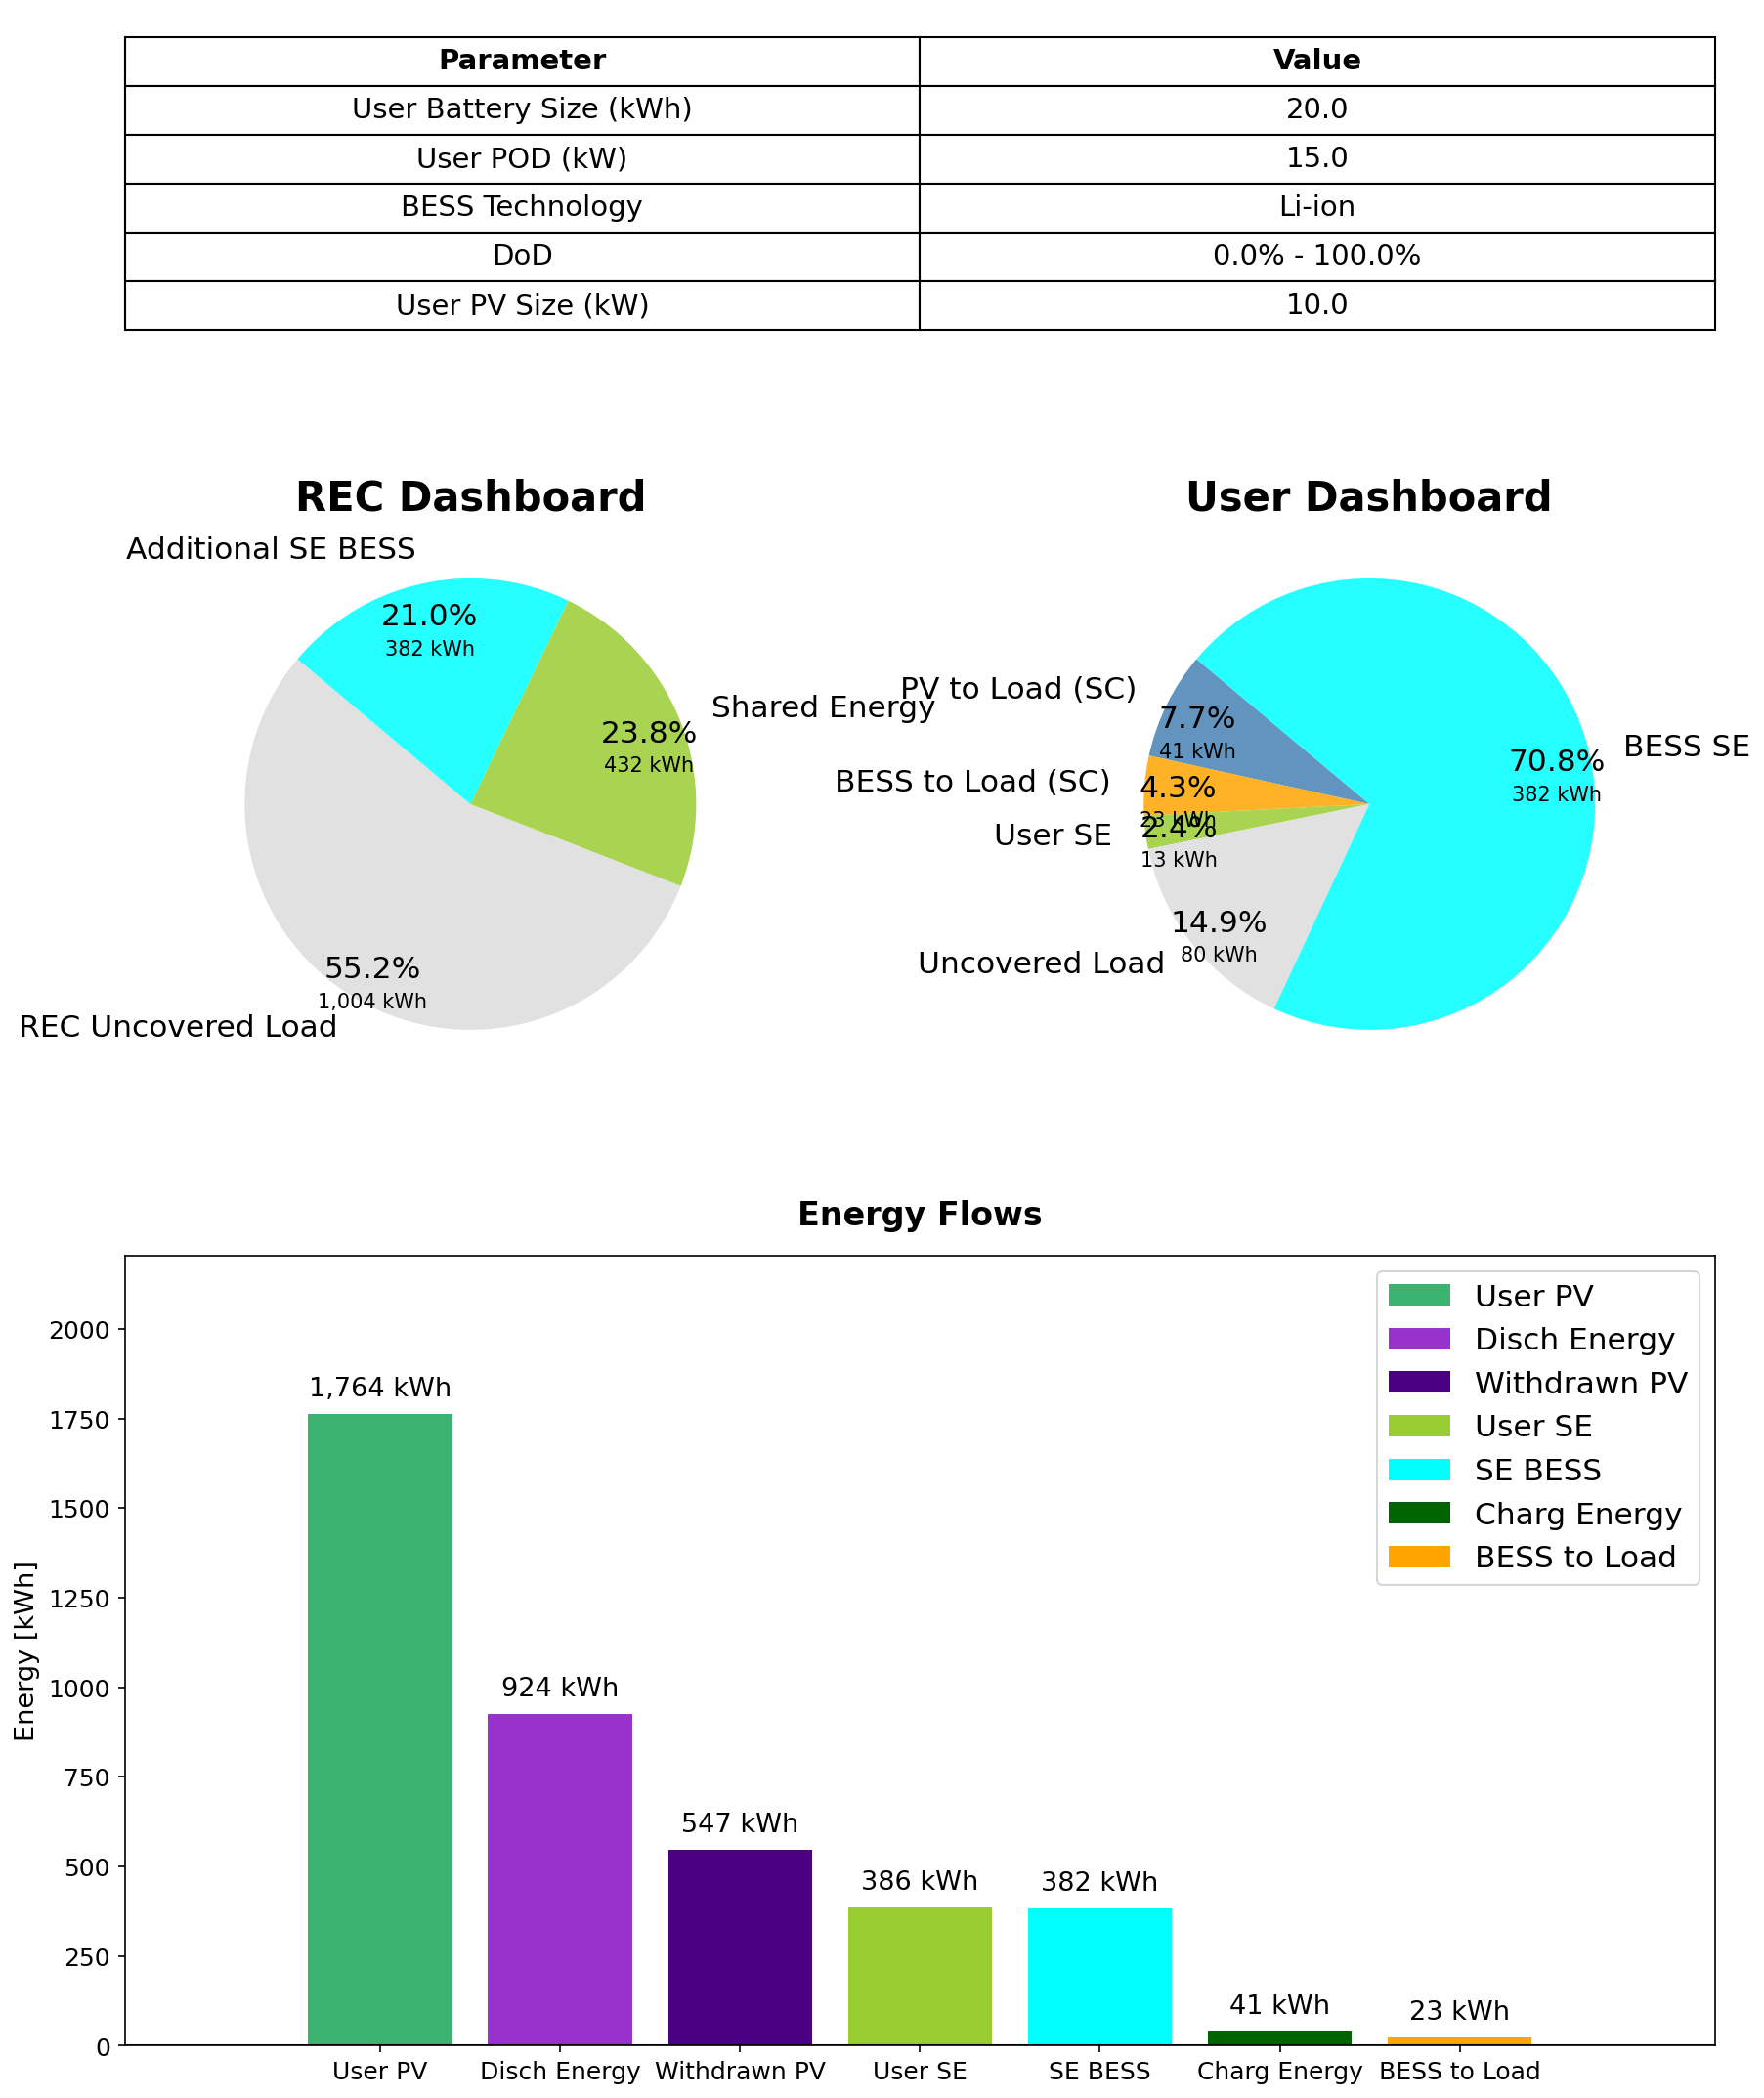 Parameter Value
User Battery Size (kWh) 20.0
User POD (kW) 15.0
BESS Technology Li-ion
DoD 0.0% - 100.0%
User PV Size (kW) 10.0
REC Dashboard
Additional SE BESS
21.0%
382 kWh
Shared Energy
23.8%
432 kWh
55.2%
1,004 kWh
REC Uncovered Load
User Dashboard
PV to Load (SC)
7.7%
41 kWh
BESS to Load (SC)
4.3%
23 kWh
User SE
2.4%
13 kWh
14.9%
80 kWh
Uncovered Load
70.8%
382 kWh
BESS SE
Energy Flows
Energy [kWh]
2000
1750
1500
1250
1000
750
500
250
0
1,764 kWh
924 kWh
547 kWh
386 kWh
382 kWh
41 kWh
23 kWh
User PV
Disch Energy
Withdrawn PV
User SE
SE BESS
Charg Energy
BESS to Load
User PV
Disch Energy
Withdrawn PV
User SE
SE BESS
Charg Energy
BESS to Load